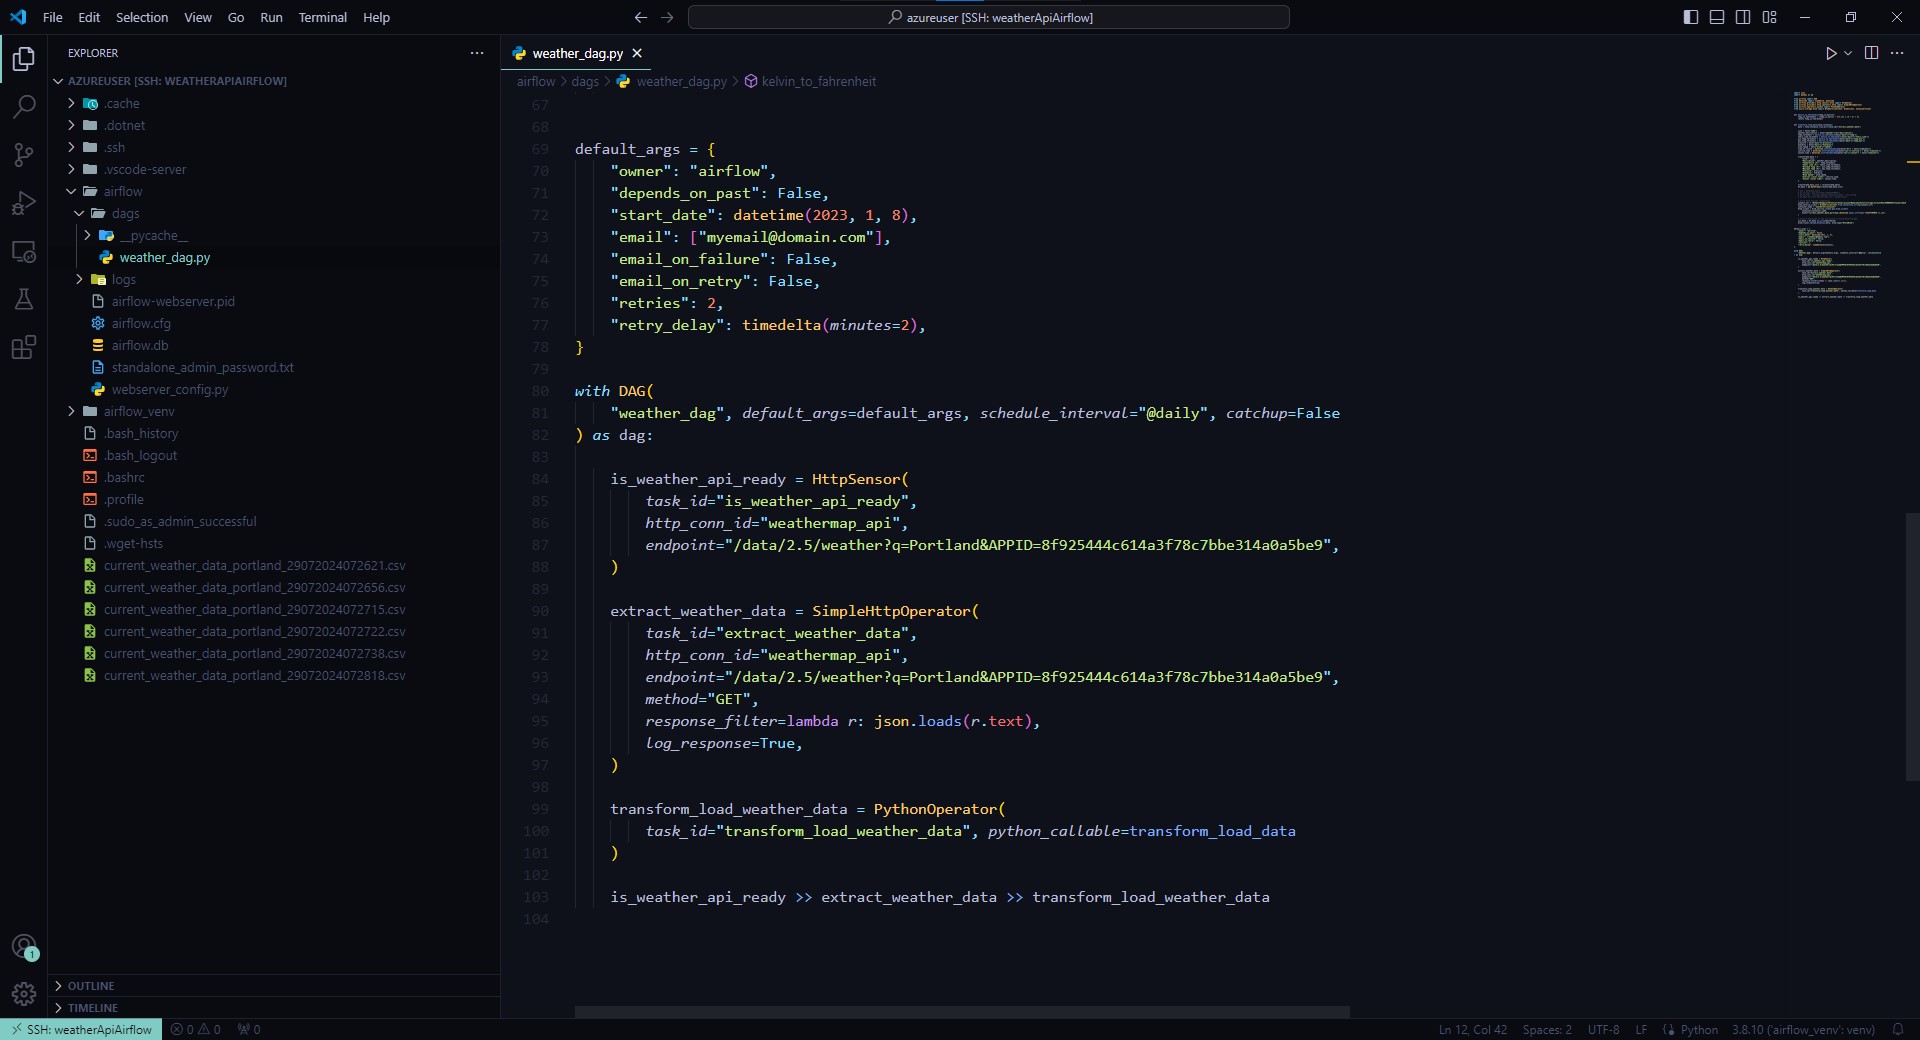 File Edit Selection View Go Run Terminal Help
azureuser [SSH: weatherApiAirflow]
EXPLORER
AZUREUSER [SSH: WEATHERAPIAIRFLOW]
.cache
.dotnet
.ssh
.vscode-server
airflow
dags
__pycache__
weather_dag.py
logs
airflow-webserver.pid
airflow.cfg
airflow.db
standalone_admin_password.txt
webserver_config.py
airflow_venv
.bash_history
.bash_logout
.bashrc
.profile
.sudo_as_admin_successful
.wget-hsts
current_weather_data_portland_29072024072621.csv
current_weather_data_portland_29072024072656.csv
current_weather_data_portland_29072024072715.csv
current_weather_data_portland_29072024072722.csv
current_weather_data_portland_29072024072738.csv
current_weather_data_portland_29072024072818.csv
OUTLINE
TIMELINE
weather_dag.py
airflow > dags > weather_dag.py > kelvin_to_fahrenheit
67
68
69 default_args = {
70 "owner": "airflow",
71 "depends_on_past": False,
72 "start_date": datetime(2023, 1, 8),
73 "email": ["myemail@domain.com"],
74 "email_on_failure": False,
75 "email_on_retry": False,
76 "retries": 2,
77 "retry_delay": timedelta(minutes=2),
78 }
79
80 with DAG(
81 "weather_dag", default_args=default_args, schedule_interval="@daily", catchup=False
82 ) as dag:
83
84 is_weather_api_ready = HttpSensor(
85 task_id="is_weather_api_ready",
86 http_conn_id="weathermap_api",
87 endpoint="/data/2.5/weather?q=Portland&APPID=8f925444c614a3f78c7bbe314a0a5be9",
88 )
89
90 extract_weather_data = SimpleHttpOperator(
91 task_id="extract_weather_data",
92 http_conn_id="weathermap_api",
93 endpoint="/data/2.5/weather?q=Portland&APPID=8f925444c614a3f78c7bbe314a0a5be9",
94 method="GET",
95 response_filter=lambda r: json.loads(r.text),
96 log_response=True,
97 )
98
99 transform_load_weather_data = PythonOperator(
100 task_id="transform_load_weather_data", python_callable=transform_load_data
101 )
102
103 is_weather_api_ready >> extract_weather_data >> transform_load_weather_data
104
1
SSH: weatherApiAirflow 0 0 0 Ln 12, Col 42 Spaces: 2 UTF-8 LF Python 3.8.10 ('airflow_venv': venv)